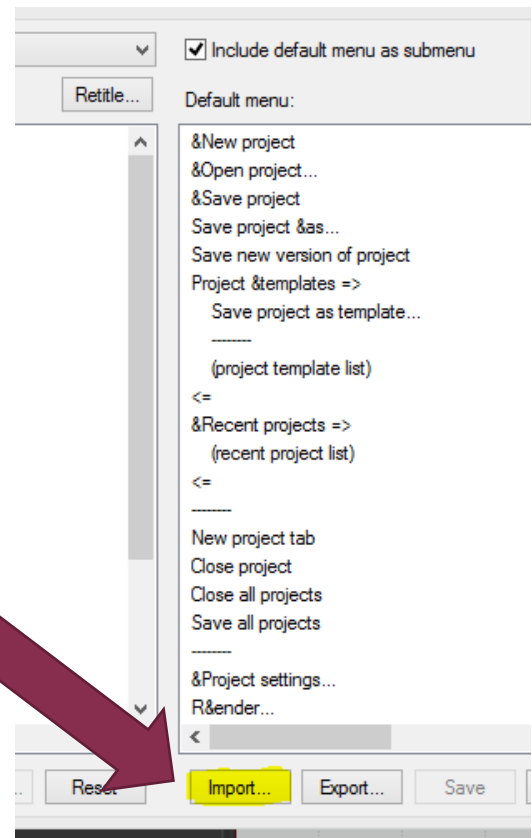 Include default menu as submenu
Retitle...
Default menu:
&New project
&Open project...
&Save project
Save project &as...
Save new version of project
Project &templates =>
Save project as template...
--------
(project template list)
<=
&Recent projects =>
(recent project list)
<=
--------
New project tab
Close project
Close all projects
Save all projects
--------
&Project settings...
R&ender...
... Reset Import... Export... Save